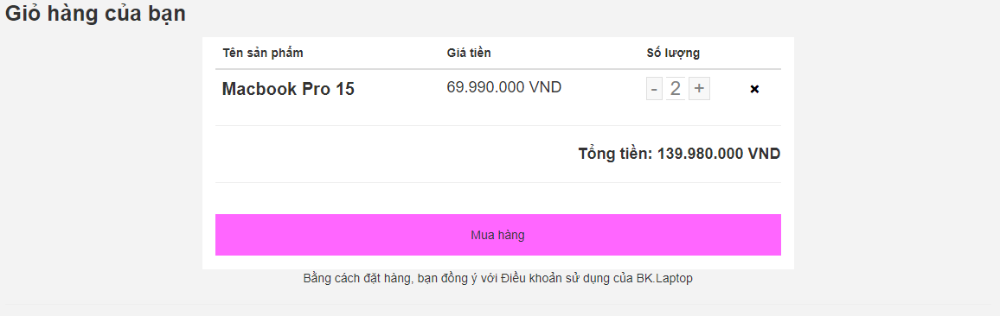 Giỏ hàng của bạn
Tên sản phẩm Giá tiền Số lượng
Macbook Pro 15 69.990.000 VND - 2 + ×
Tổng tiền: 139.980.000 VND
Mua hàng
Bằng cách đặt hàng, bạn đồng ý với Điều khoản sử dụng của BK.Laptop